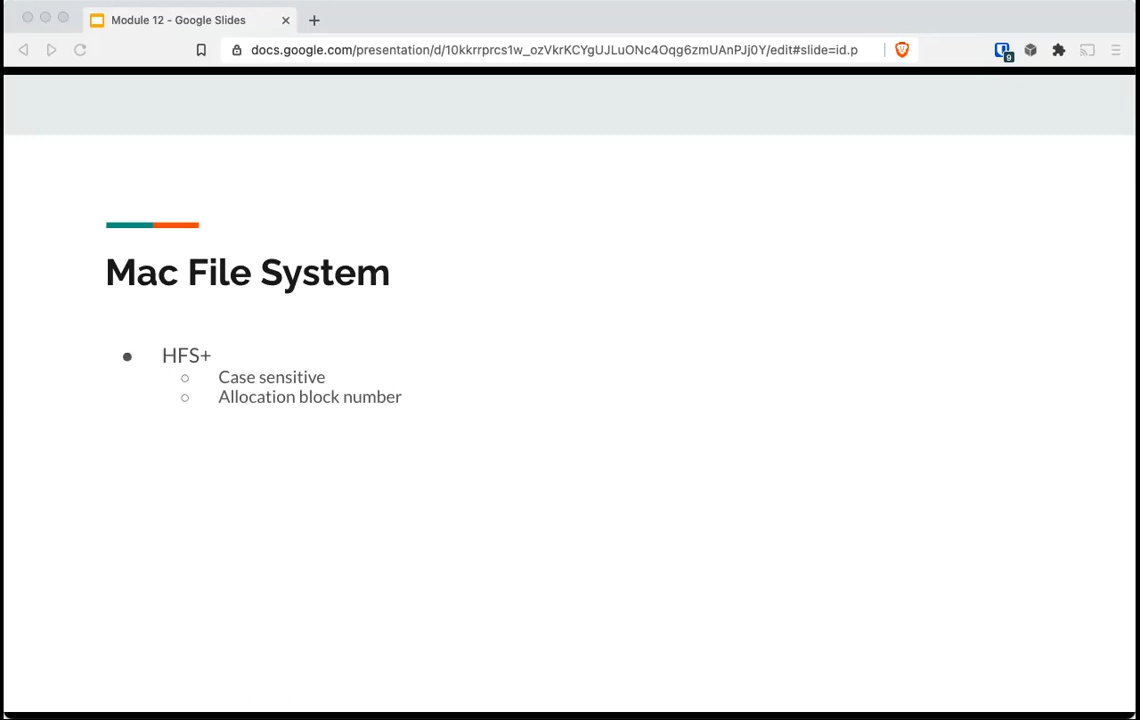 Module 12 - Google Slides
docs.google.com/presentation/d/10kkrrprcs1w_ozVkrKCYgUJLuONc4Oqg6zmUAnPJj0Y/edit#slide=id.p
9
Mac File System
HFS+
Case sensitive
Allocation block number